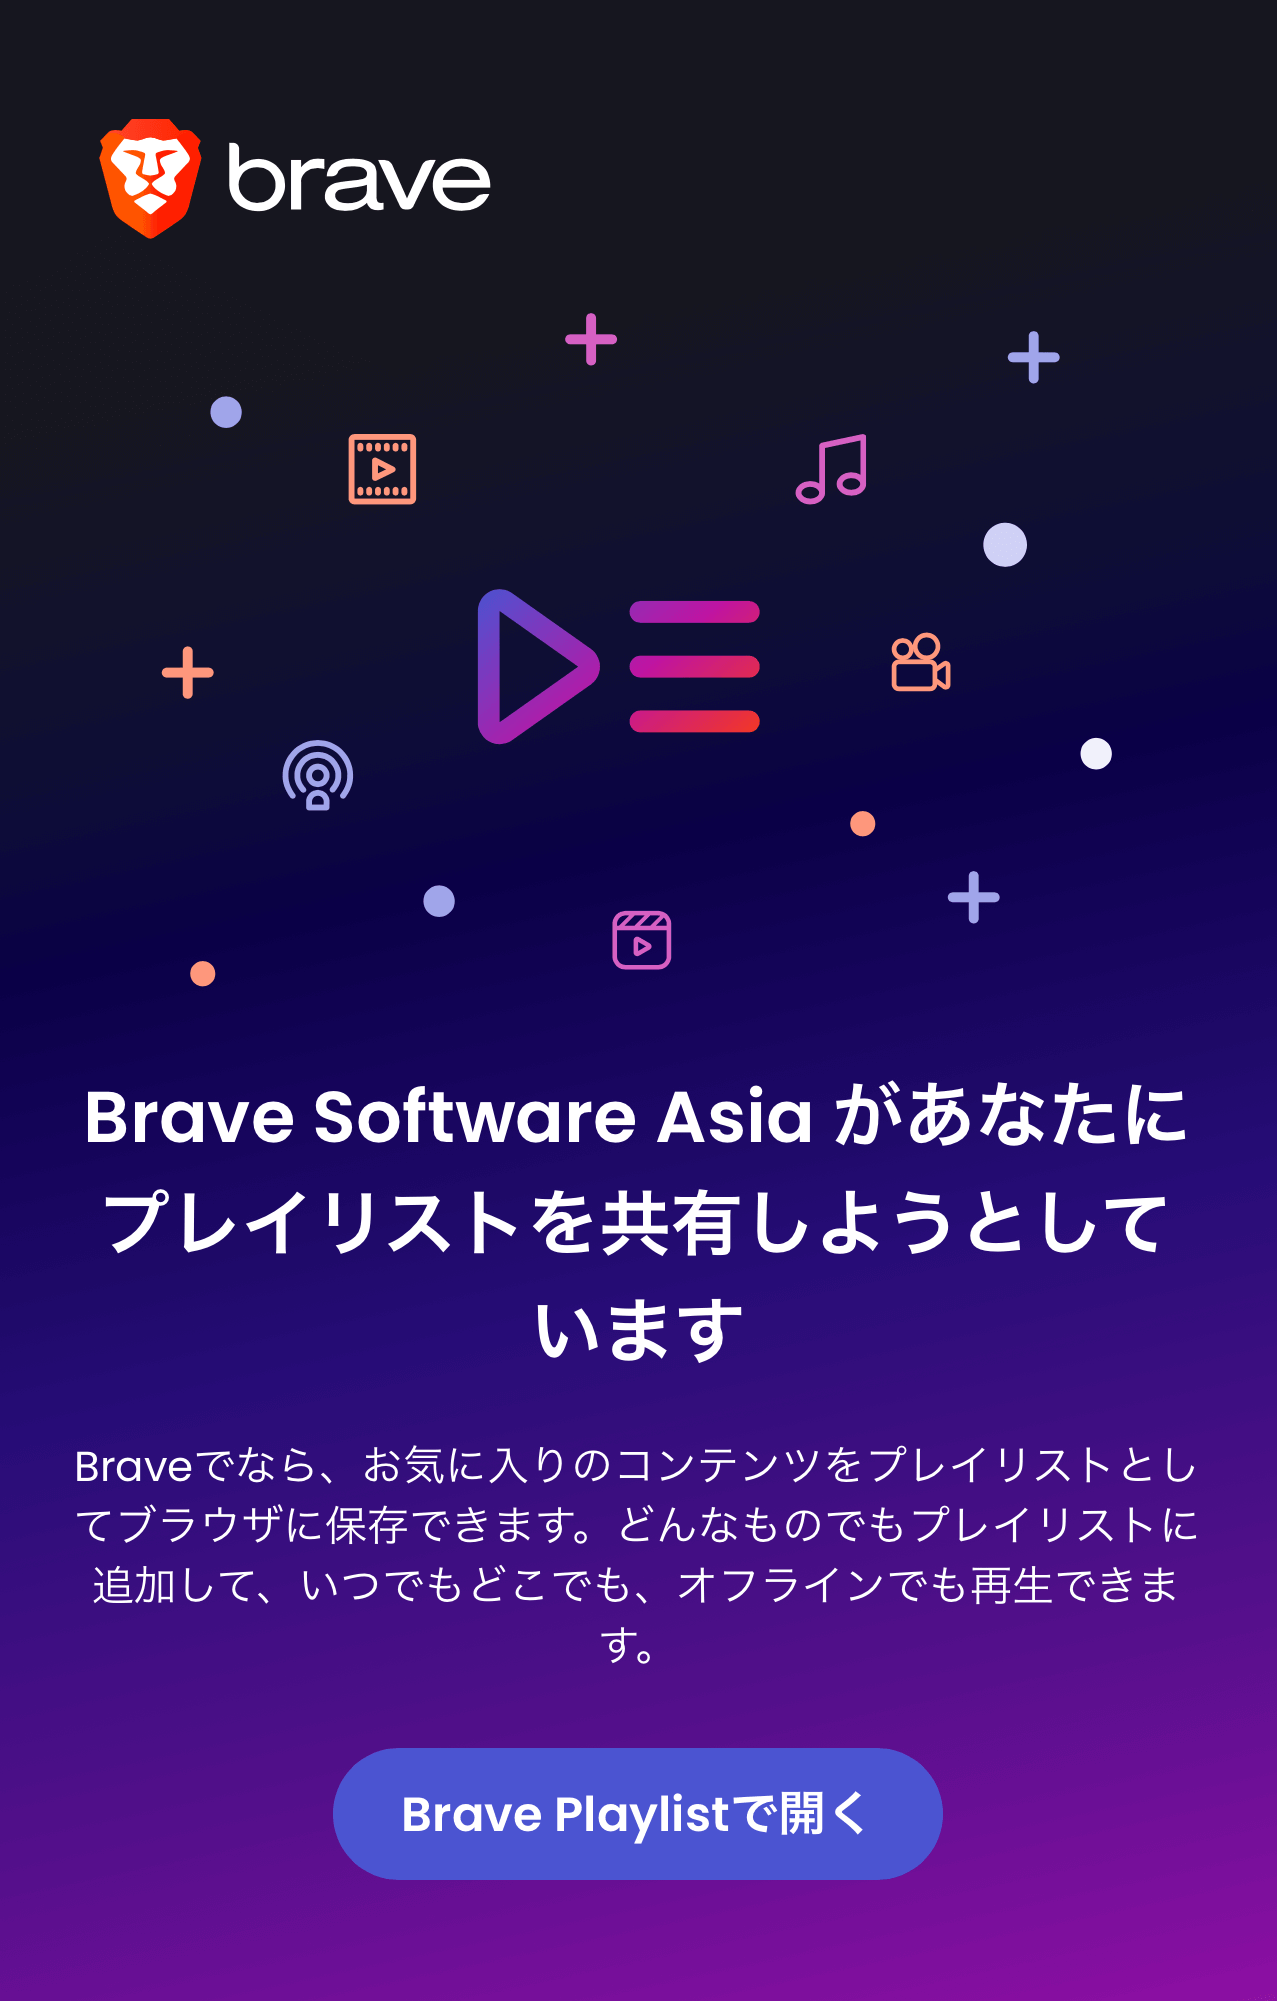 brave
Brave Software Asia があなたに
プレイリストを共有しようとして
います
Braveでなら、お気に入りのコンテンツをプレイリストとし
てブラウザに保存できます。どんなものでもプレイリストに
追加して、いつでもどこでも、オフラインでも再生できま
す。
Brave Playlistで開く